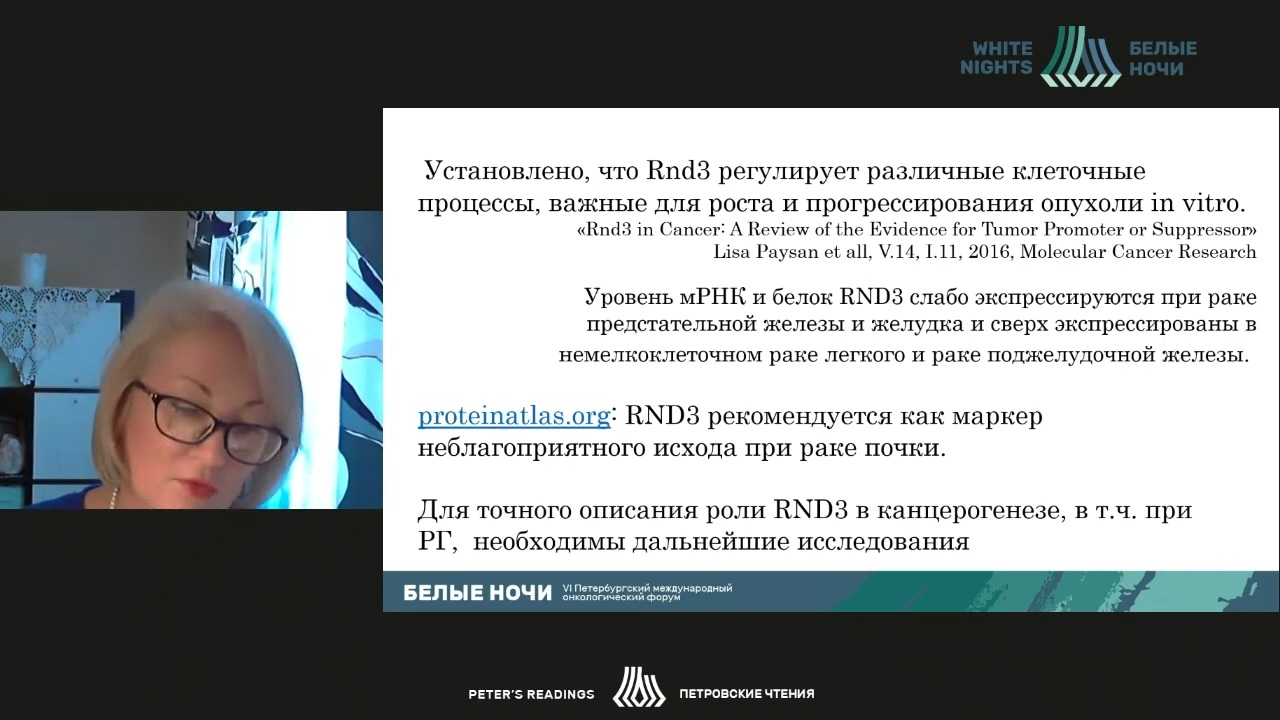 WHITE
NIGHTS
БЕЛЫЕ
НОЧИ
Установлено, что Rnd3 регулирует различные клеточные
процессы, важные для роста и прогрессирования опухоли in vitro.
«Rnd3 in Cancer: A Review of the Evidence for Tumor Promoter or Suppressor»
Lisa Paysan et all, V.14, I.11, 2016, Molecular Cancer Research
Уровень мРНК и белок RND3 слабо экспрессируются при раке
предстательной железы и желудка и сверх экспрессированы в
немелкоклеточном раке легкого и раке поджелудочной железы.
proteinatlas.org: RND3 рекомендуется как маркер
неблагоприятного исхода при раке почки.
Для точного описания роли RND3 в канцерогенезе, в т.ч. при
РГ, необходимы дальнейшие исследования
БЕЛЫЕ НОЧИ
VI Петербургский международный
онкологический форум
PETER'S READINGS
ПЕТРОВСКИЕ ЧТЕНИЯ